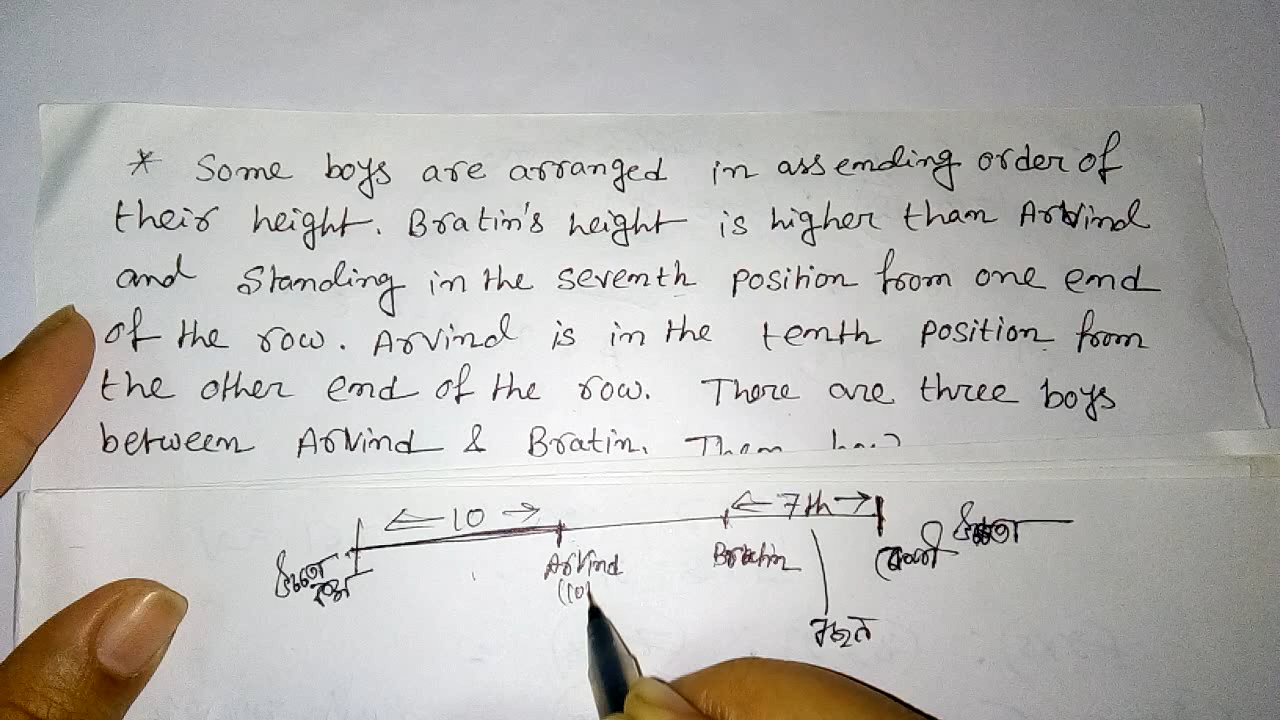 * Some boys are arranged in assending order of
their height. Bratin's height is higher than Arvind
and Standing in the seventh position from one end
of the row. Arvind is in the tenth position from
the other end of the row. There are three boys
between Arvind & Bratin.
10 7th
Arvind Bratin
(10)